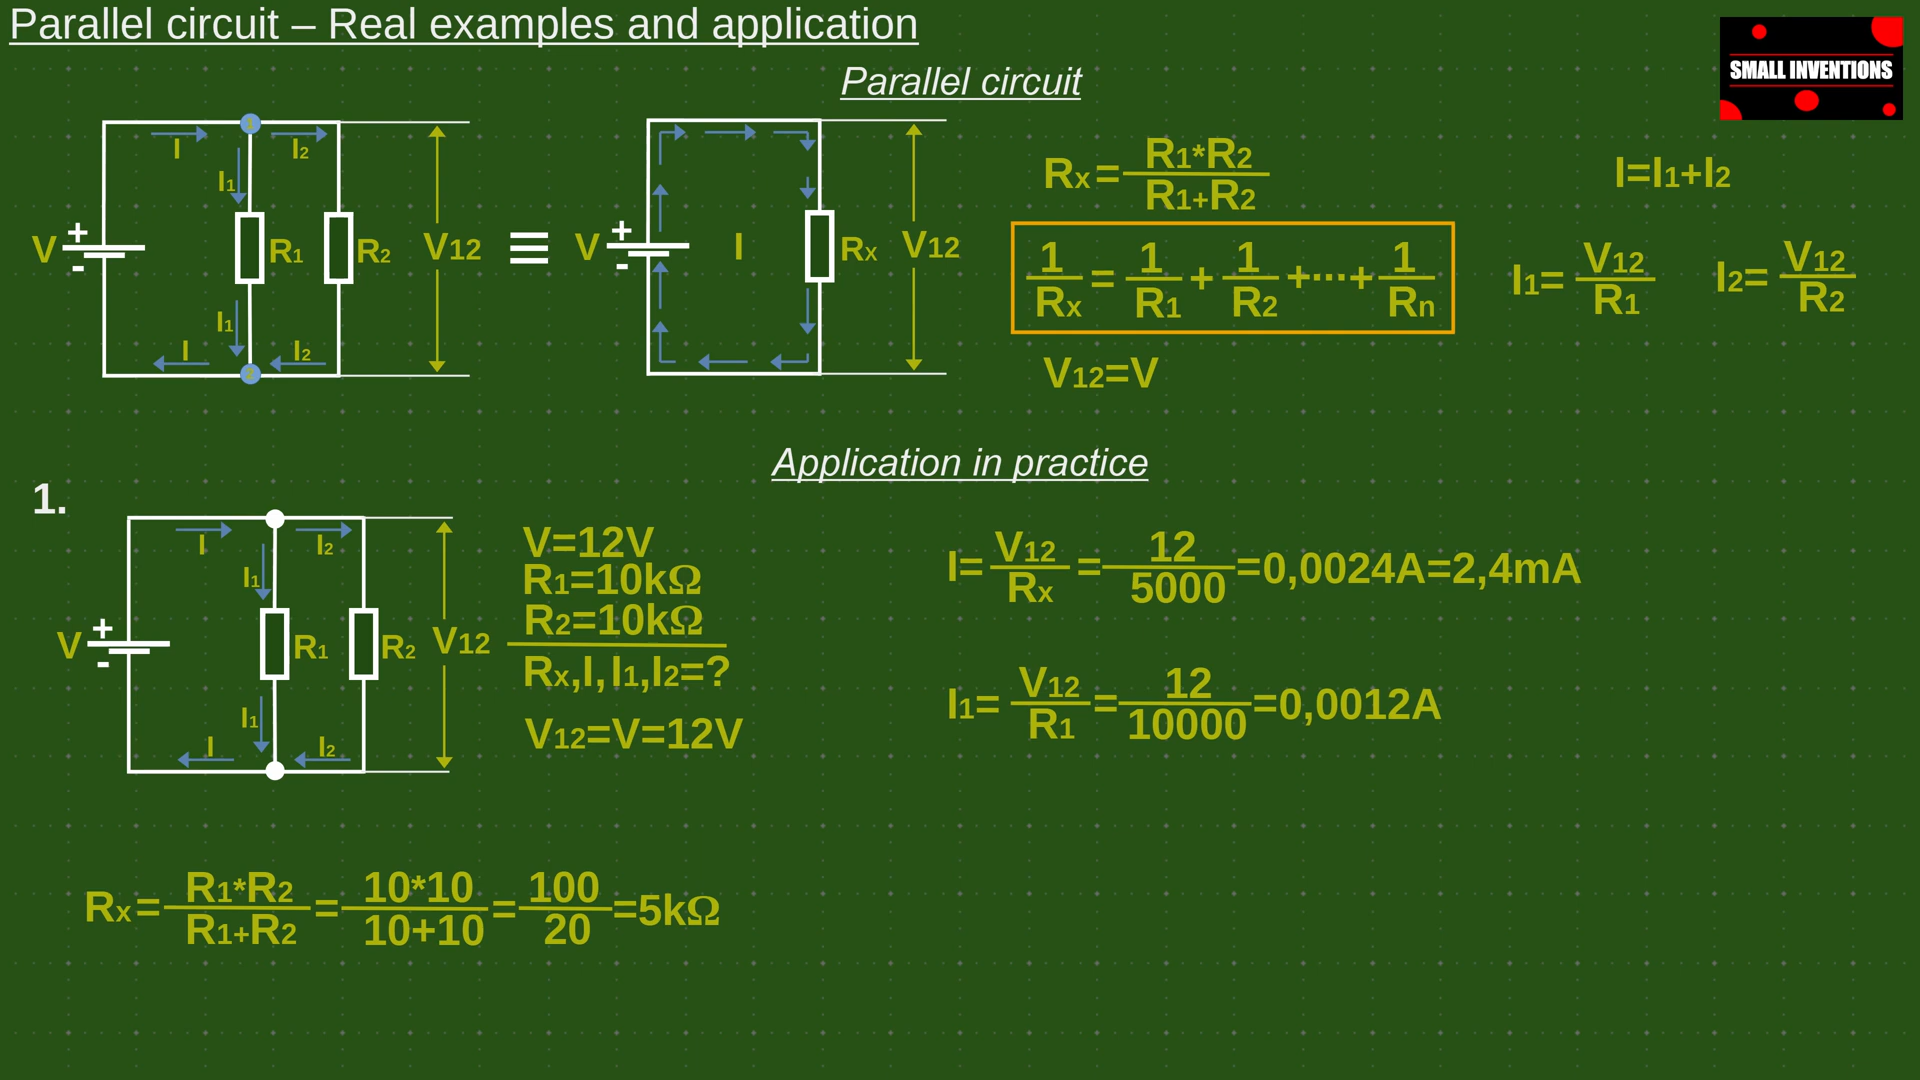 Parallel circuit – Real examples and application
SMALL INVENTIONS
Parallel circuit
1
I
I2
I1
V
+
-
R1
R2
V12
I1
I
I2
2
≡
V
+
-
I
Rx
V12
Rx=R1*R2/R1+R2
I=I1+I2
1/Rx=1/R1+1/R2+...+1/Rn
I1=V12/R1
I2=V12/R2
V12=V
Application in practice
1.
I
I2
I1
V
+
-
R1
R2
V12
I1
I
I2
V=12V
R1=10kΩ
R2=10kΩ
Rx,I,I1,I2=?
V12=V=12V
I=V12/Rx=12/5000=0,0024A=2,4mA
I1=V12/R1=12/10000=0,0012A
Rx=R1*R2/R1+R2=10*10/10+10=100/20=5kΩ